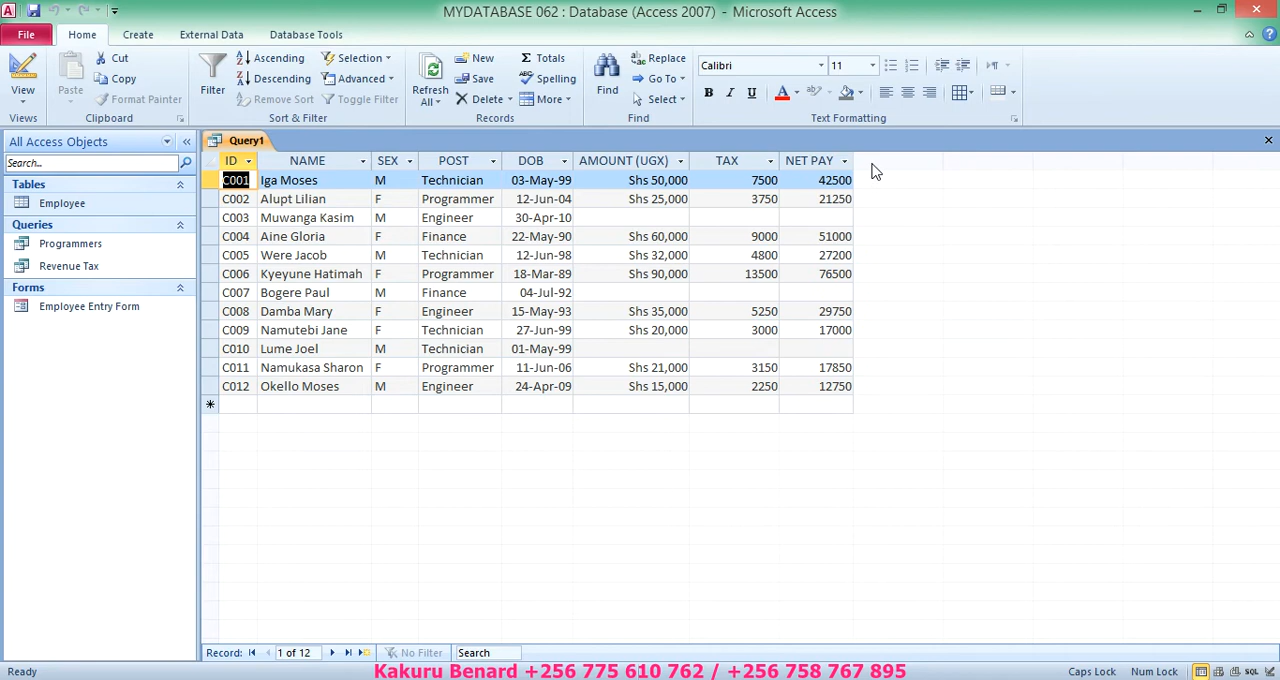 MYDATABASE 062 : Database (Access 2007) - Microsoft Access
File Home Create External Data Database Tools
View
Views
Paste
Cut
Copy
Format Painter
Clipboard
Filter
Ascending
Descending
Remove Sort
Selection
Advanced
Toggle Filter
Sort & Filter
Refresh
All
New
Save
Delete
Totals
Spelling
More
Records
Find
Replace
Go To
Select
Find
Calibri 11
B I U A
Text Formatting
All Access Objects
Search...
Tables
Employee
Queries
Programmers
Revenue Tax
Forms
Employee Entry Form
Query1
ID NAME SEX POST DOB AMOUNT (UGX) TAX NET PAY
C001 Iga Moses M Technician 03-May-99 Shs 50,000 7500 42500
C002 Alupt Lilian F Programmer 12-Jun-04 Shs 25,000 3750 21250
C003 Muwanga Kasim M Engineer 30-Apr-10
C004 Aine Gloria F Finance 22-May-90 Shs 60,000 9000 51000
C005 Were Jacob M Technician 12-Jun-98 Shs 32,000 4800 27200
C006 Kyeyune Hatimah F Programmer 18-Mar-89 Shs 90,000 13500 76500
C007 Bogere Paul M Finance 04-Jul-92
C008 Damba Mary F Engineer 15-May-93 Shs 35,000 5250 29750
C009 Namutebi Jane F Technician 27-Jun-99 Shs 20,000 3000 17000
C010 Lume Joel M Technician 01-May-99
C011 Namukasa Sharon F Programmer 11-Jun-06 Shs 21,000 3150 17850
C012 Okello Moses M Engineer 24-Apr-09 Shs 15,000 2250 12750
Record: 1 of 12 No Filter Search
Ready
Kakuru Benard +256 775 610 762 / +256 758 767 895
Caps Lock Num Lock SQL